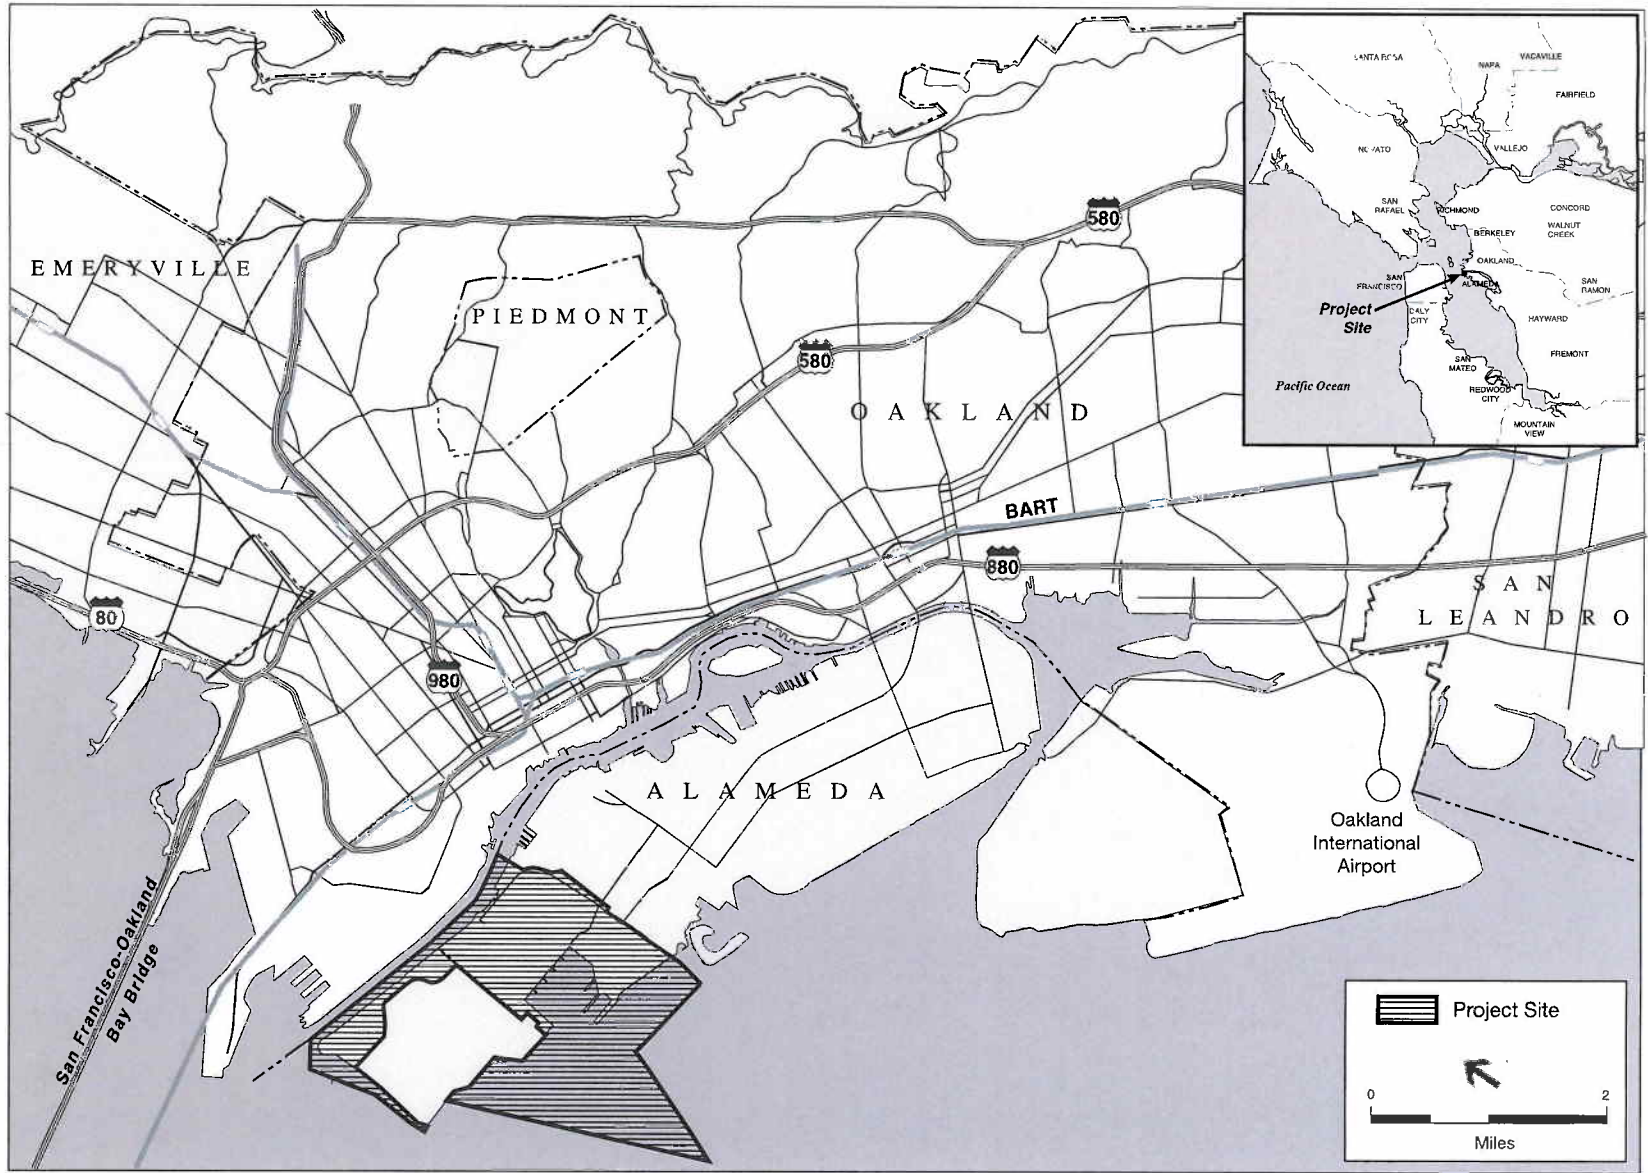 SANTA ROSA
NAPA
VACAVILLE
FAIRFIELD
NOVATO
VALLEJO
SAN
RAFAEL
RICHMOND
CONCORD
BERKELEY
WALNUT
CREEK
OAKLAND
SAN
FRANCISCO
ALAMEDA
SAN
RAMON
Project
Site
DALY
CITY
HAYWARD
FREMONT
SAN
MATEO
Pacific Ocean
REDWOOD
CITY
MOUNTAIN
VIEW
580
EMERYVILLE
PIEDMONT
580
OAKLAND
BART
880
SAN
LEANDRO
80
980
ALAMEDA
Oakland
International
Airport
San Francisco-Oakland
Bay Bridge
Project Site
0 2
Miles